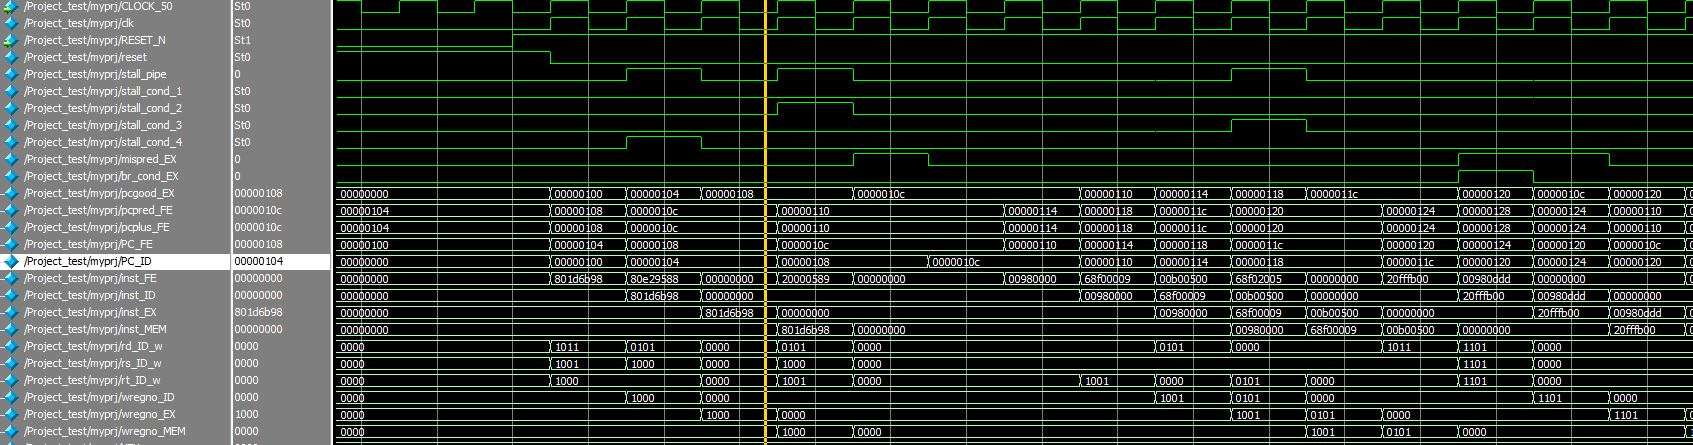 /Project_test/myprj/CLOCK_50 St0
/Project_test/myprj/clk St0
/Project_test/myprj/RESET_N St1
/Project_test/myprj/reset St0
/Project_test/myprj/stall_pipe 0
/Project_test/myprj/stall_cond_1 St0
/Project_test/myprj/stall_cond_2 St0
/Project_test/myprj/stall_cond_3 St0
/Project_test/myprj/stall_cond_4 St0
/Project_test/myprj/mispred_EX 0
/Project_test/myprj/br_cond_EX 0
/Project_test/myprj/pcgood_EX 00000108 00000000 00000100 00000104 00000108 0000010c 00000110 00000114 00000118 0000011c 00000120 0000010c 00000120
/Project_test/myprj/pcpred_FE 0000010c 00000104 00000108 0000010c 00000110 00000114 00000118 0000011c 00000120 00000124 00000128 00000124 00000110
/Project_test/myprj/pcplus_FE 0000010c 00000104 00000108 0000010c 00000110 00000114 00000118 0000011c 00000120 00000124 00000128 00000124 00000110
/Project_test/myprj/PC_FE 00000108 00000100 00000104 00000108 0000010c 00000110 00000114 00000118 0000011c 00000120 00000124 00000120 0000010c
/Project_test/myprj/PC_ID 00000104 00000000 00000100 00000104 00000108 0000010c 00000110 00000114 00000118 0000011c 00000120 00000124 00000120
/Project_test/myprj/inst_FE 00000000 00000000 801d6b98 80e29588 00000000 20000589 00000000 00980000 68f00009 00b00500 68f02005 00000000 20fffb00 00980ddd 00000000
/Project_test/myprj/inst_ID 00000000 00000000 801d6b98 00000000 00980000 68f00009 00b00500 00000000 20fffb00 00980ddd 00000000
/Project_test/myprj/inst_EX 801d6b98 00000000 801d6b98 00000000 00980000 68f00009 00b00500 00000000 20fffb00 00980ddd
/Project_test/myprj/inst_MEM 00000000 00000000 801d6b98 00000000 00980000 68f00009 00b00500 00000000 20fffb00
/Project_test/myprj/rd_ID_w 0000 0000 1011 0101 0000 0101 0000 0101 0000 1011 1101 0000
/Project_test/myprj/rs_ID_w 0000 0000 1001 1000 0000 1000 0000 1101 0000
/Project_test/myprj/rt_ID_w 0000 0000 1000 0000 1001 0000 1001 0000 0101 0000 1101 0000
/Project_test/myprj/wregno_ID 0000 0000 1000 0000 1001 0101 0000 1101 0000
/Project_test/myprj/wregno_EX 1000 0000 1000 0000 1001 0101 0000 1101
/Project_test/myprj/wregno_MEM 0000 0000 1000 0000 1001 0101 0000